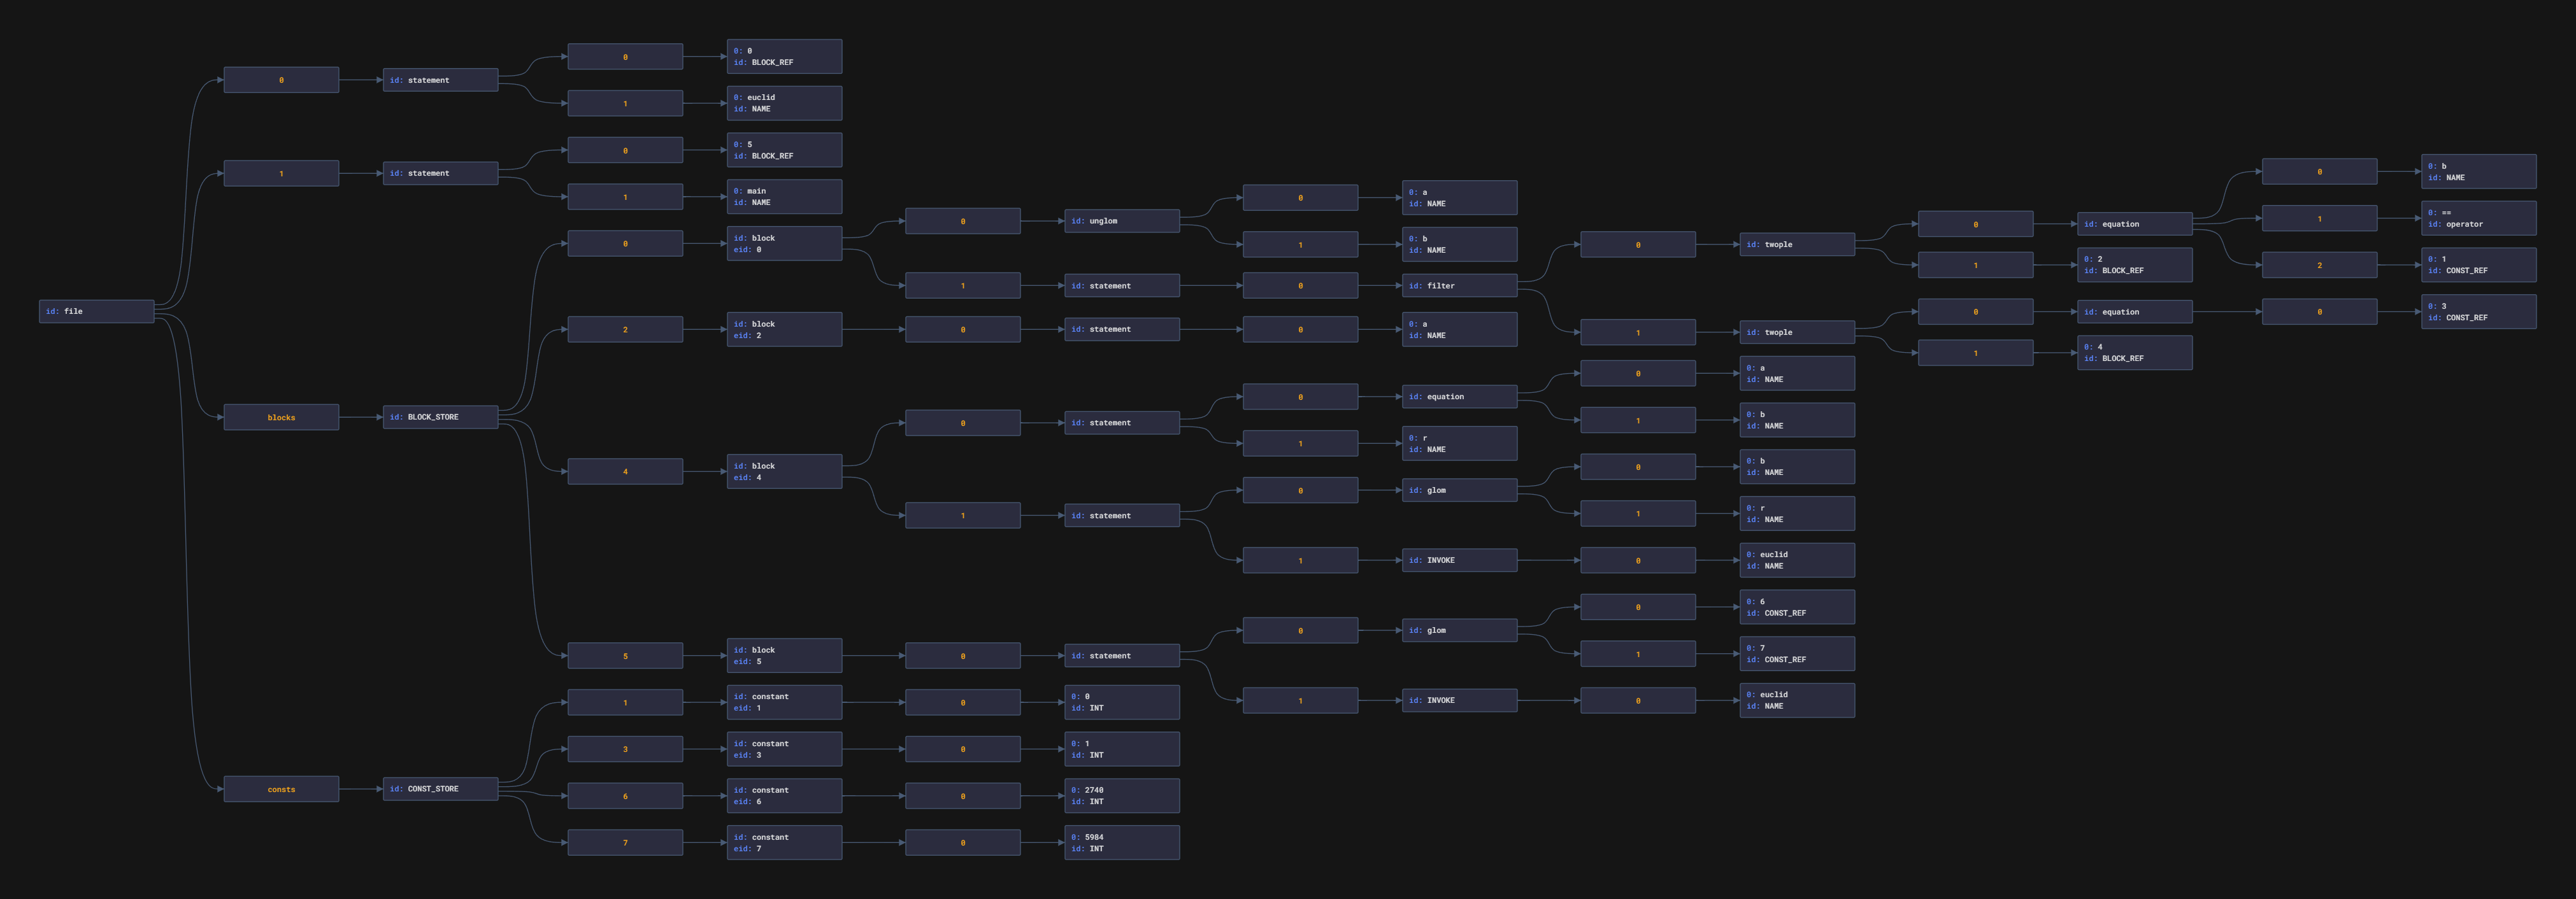 id: file
0
id: statement
0
0: 0
id: BLOCK_REF
1
0: euclid
id: NAME
1
id: statement
0
0: 5
id: BLOCK_REF
1
0: main
id: NAME
blocks
id: BLOCK_STORE
0
id: block
eid: 0
0
id: unglom
0
0: a
id: NAME
1
0: b
id: NAME
1
id: statement
0
id: filter
0
id: twople
0
id: equation
0
0: b
id: NAME
1
0: ==
id: operator
2
0: 1
id: CONST_REF
1
0: 2
id: BLOCK_REF
1
id: twople
0
id: equation
0
0: 3
id: CONST_REF
1
0: 4
id: BLOCK_REF
2
id: block
eid: 2
0
id: statement
0
0: a
id: NAME
4
id: block
eid: 4
0
id: statement
0
id: equation
0
0: a
id: NAME
1
0: b
id: NAME
1
0: r
id: NAME
1
id: statement
0
id: glom
0
0: b
id: NAME
1
0: r
id: NAME
1
id: INVOKE
0
0: euclid
id: NAME
5
id: block
eid: 5
0
id: statement
0
id: glom
0
0: 6
id: CONST_REF
1
0: 7
id: CONST_REF
1
id: INVOKE
0
0: euclid
id: NAME
consts
id: CONST_STORE
1
id: constant
eid: 1
0
0: 0
id: INT
3
id: constant
eid: 3
0
0: 1
id: INT
6
id: constant
eid: 6
0
0: 2740
id: INT
7
id: constant
eid: 7
0
0: 5984
id: INT